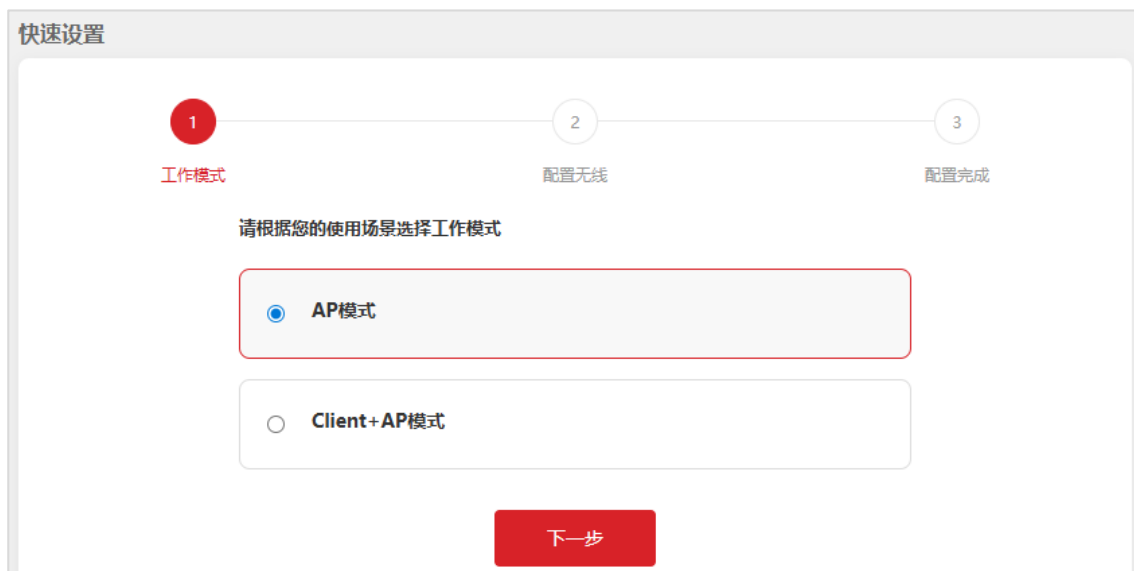 快速设置
1
2
3
工作模式
配置无线
配置完成
请根据您的使用场景选择工作模式
AP模式
Client+AP模式
下一步